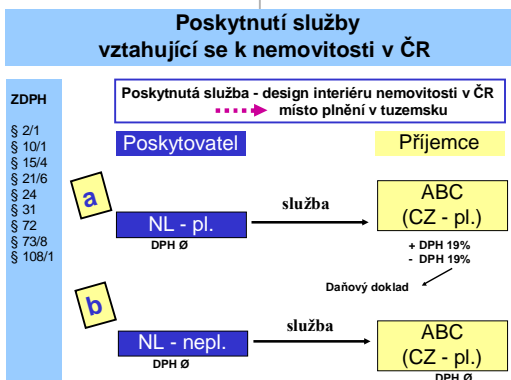 Poskytnutí služby
vztahující se k nemovitosti v ČR
ZDPH
§ 2/1
§ 10/1
§ 15/4
§ 21/6
§ 24
§ 31
§ 72
§ 73/8
§ 108/1
Poskytnutá služba - design interiéru nemovitosti v ČR
místo plnění v tuzemsku
Poskytovatel
Příjemce
a
NL - pl.
DPH Ø
služba
ABC
(CZ - pl.)
+ DPH 19%
- DPH 19%
Daňový doklad
b
NL - nepl.
DPH Ø
služba
ABC
(CZ - pl.)
DPH Ø